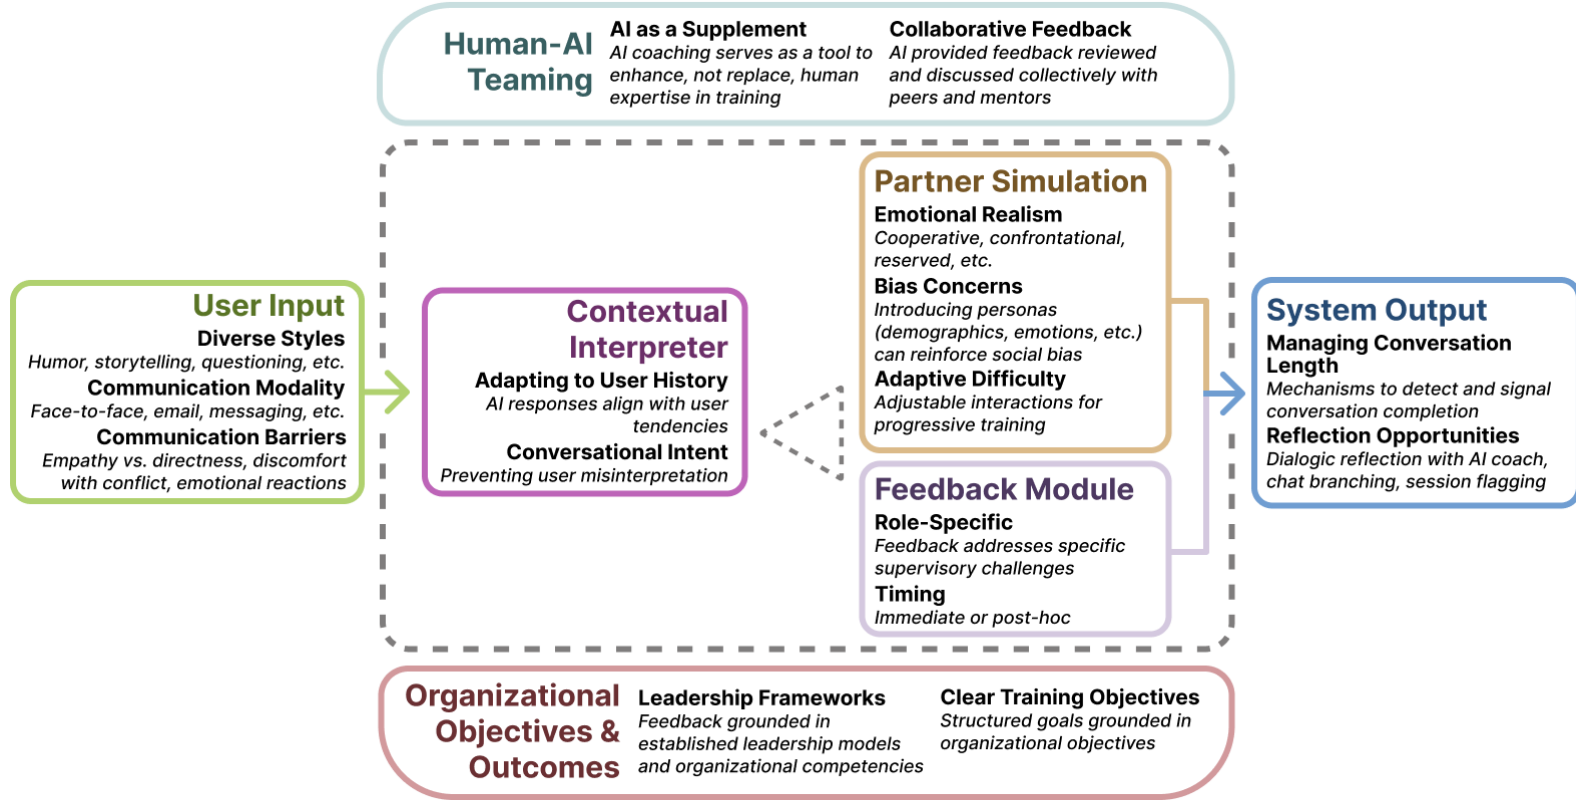 Human-AI
Teaming
AI as a Supplement
AI coaching serves as a tool to
enhance, not replace, human
expertise in training
Collaborative Feedback
AI provided feedback reviewed
and discussed collectively with
peers and mentors
User Input
Diverse Styles
Humor, storytelling, questioning, etc.
Communication Modality
Face-to-face, email, messaging, etc.
Communication Barriers
Empathy vs. directness, discomfort
with conflict, emotional reactions
Contextual
Interpreter
Adapting to User History
AI responses align with user
tendencies
Conversational Intent
Preventing user misinterpretation
Partner Simulation
Emotional Realism
Cooperative, confrontational,
reserved, etc.
Bias Concerns
Introducing personas
(demographics, emotions, etc.)
can reinforce social bias
Adaptive Difficulty
Adjustable interactions for
progressive training
Feedback Module
Role-Specific
Feedback addresses specific
supervisory challenges
Timing
Immediate or post-hoc
System Output
Managing Conversation
Length
Mechanisms to detect and signal
conversation completion
Reflection Opportunities
Dialogic reflection with AI coach,
chat branching, session flagging
Organizational
Objectives &
Outcomes
Leadership Frameworks
Feedback grounded in
established leadership models
and organizational competencies
Clear Training Objectives
Structured goals grounded in
organizational objectives